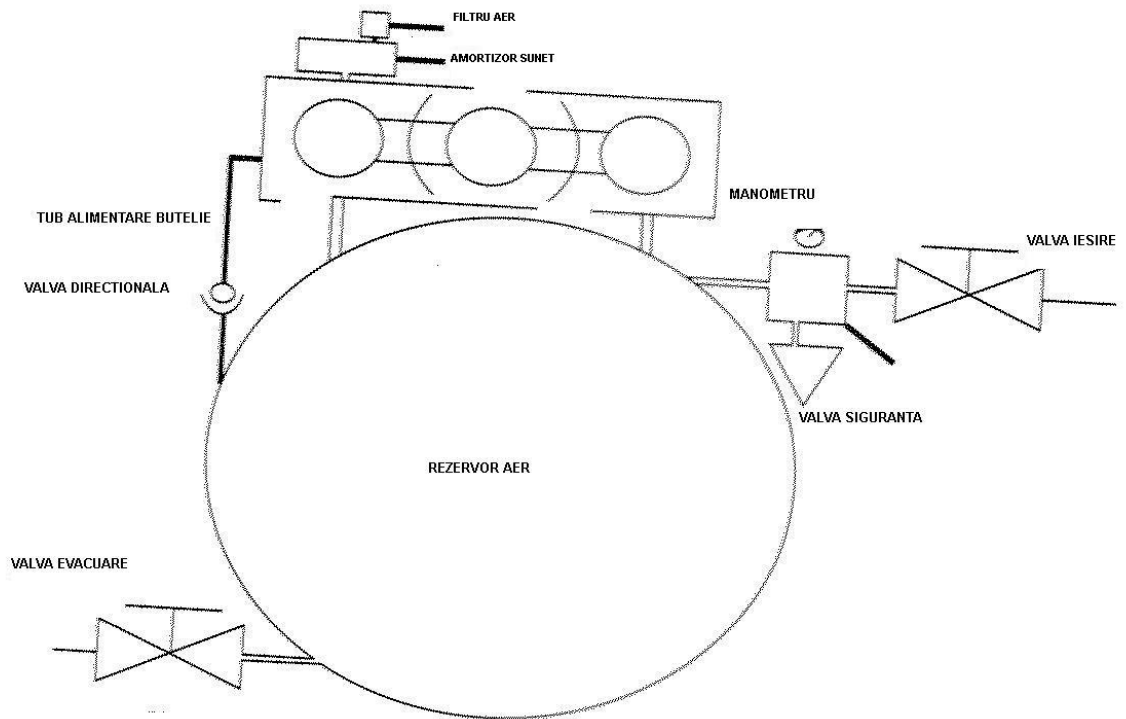 FILTRU AER
AMORTIZOR SUNET
MANOMETRU
TUB ALIMENTARE BUTELIE
VALVA IESIRE
VALVA DIRECTIONALA
VALVA SIGURANTA
REZERVOR AER
VALVA EVACUARE